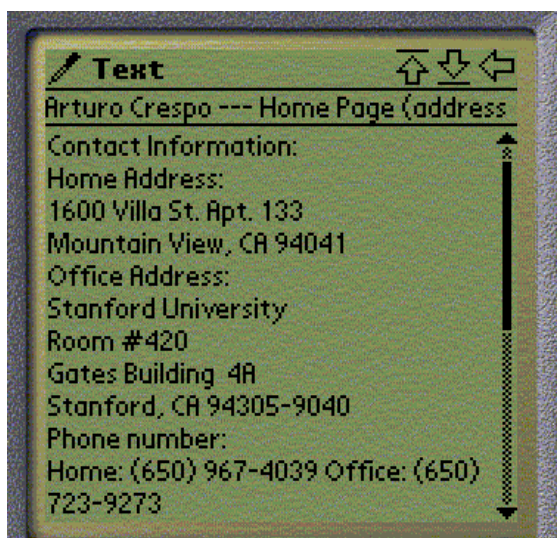 Text
Arturo Crespo --- Home Page (address
Contact Information:
Home Address:
1600 Villa St. Apt. 133
Mountain View, CA 94041
Office Address:
Stanford University
Room #420
Gates Building 4A
Stanford, CA 94305-9040
Phone number:
Home: (650) 967-4039 Office: (650)
723-9273